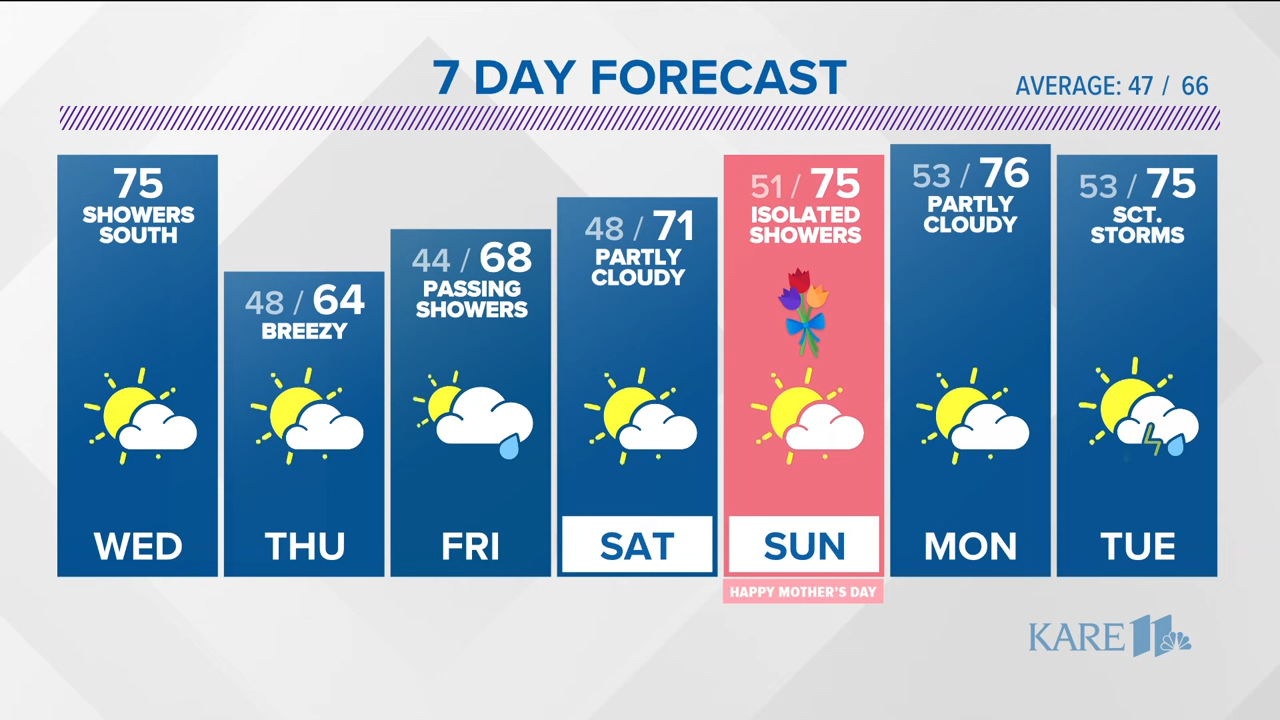 7 DAY FORECAST
AVERAGE: 47 / 66
75
SHOWERS
SOUTH
WED
48 / 64
BREEZY
THU
44 / 68
PASSING
SHOWERS
FRI
48 / 71
PARTLY
CLOUDY
SAT
51 / 75
ISOLATED
SHOWERS
SUN
HAPPY MOTHER'S DAY
53 / 76
PARTLY
CLOUDY
MON
53 / 75
SCT.
STORMS
TUE
KARE 11